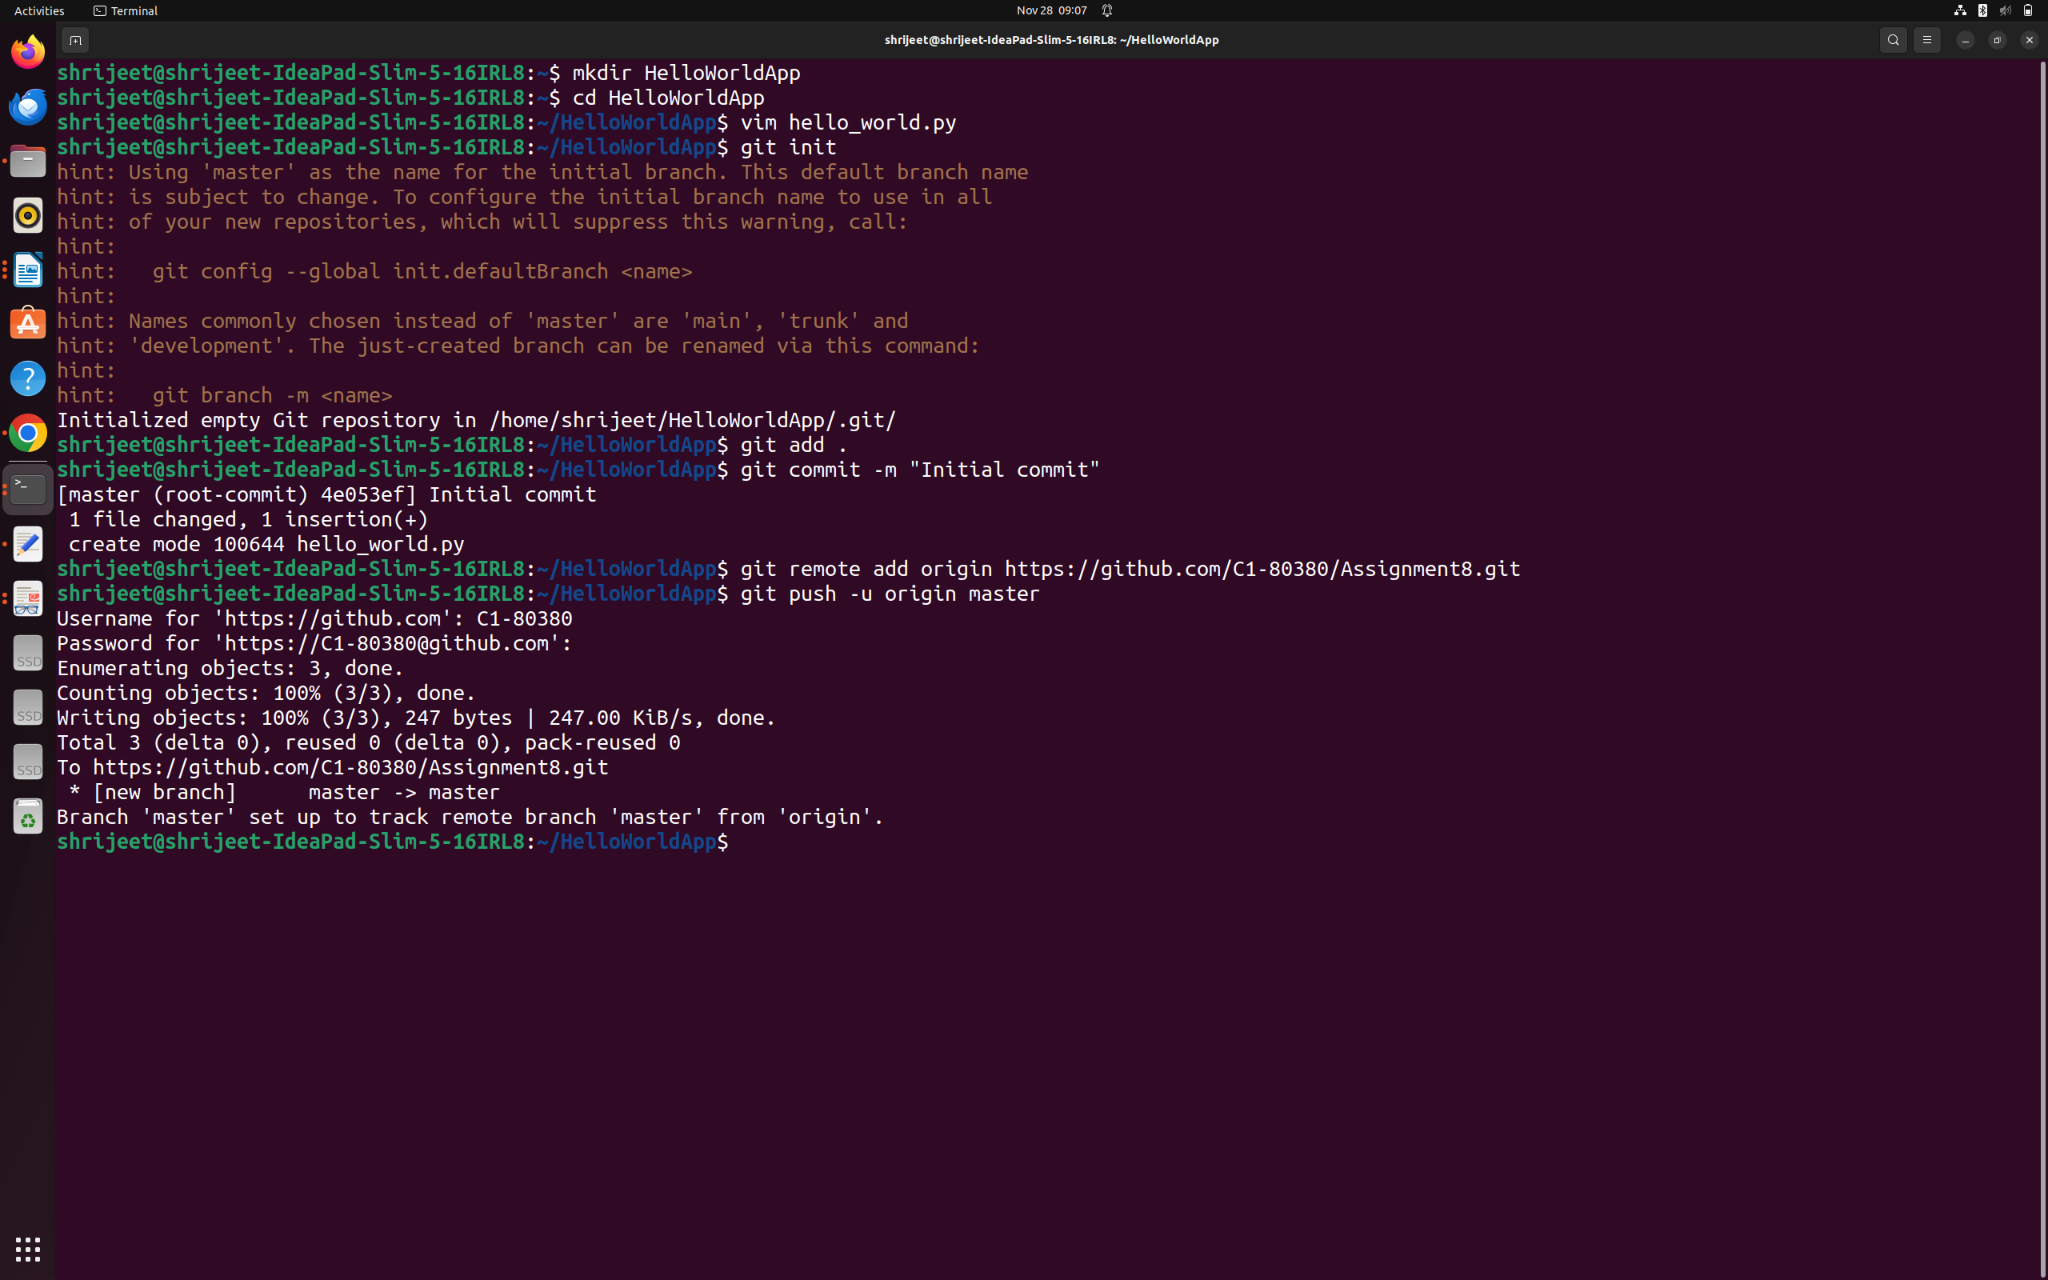 Activities Terminal Nov 28 09:07
shrijeet@shrijeet-IdeaPad-Slim-5-16IRL8: ~/HelloWorldApp
shrijeet@shrijeet-IdeaPad-Slim-5-16IRL8:~$ mkdir HelloWorldApp
shrijeet@shrijeet-IdeaPad-Slim-5-16IRL8:~$ cd HelloWorldApp
shrijeet@shrijeet-IdeaPad-Slim-5-16IRL8:~/HelloWorldApp$ vim hello_world.py
shrijeet@shrijeet-IdeaPad-Slim-5-16IRL8:~/HelloWorldApp$ git init
hint: Using 'master' as the name for the initial branch. This default branch name
hint: is subject to change. To configure the initial branch name to use in all
hint: of your new repositories, which will suppress this warning, call:
hint:
hint:   git config --global init.defaultBranch <name>
hint:
hint: Names commonly chosen instead of 'master' are 'main', 'trunk' and
hint: 'development'. The just-created branch can be renamed via this command:
hint:
hint:   git branch -m <name>
Initialized empty Git repository in /home/shrijeet/HelloWorldApp/.git/
shrijeet@shrijeet-IdeaPad-Slim-5-16IRL8:~/HelloWorldApp$ git add .
shrijeet@shrijeet-IdeaPad-Slim-5-16IRL8:~/HelloWorldApp$ git commit -m "Initial commit"
[master (root-commit) 4e053ef] Initial commit
 1 file changed, 1 insertion(+)
 create mode 100644 hello_world.py
shrijeet@shrijeet-IdeaPad-Slim-5-16IRL8:~/HelloWorldApp$ git remote add origin https://github.com/C1-80380/Assignment8.git
shrijeet@shrijeet-IdeaPad-Slim-5-16IRL8:~/HelloWorldApp$ git push -u origin master
Username for 'https://github.com': C1-80380
Password for 'https://C1-80380@github.com':
Enumerating objects: 3, done.
Counting objects: 100% (3/3), done.
Writing objects: 100% (3/3), 247 bytes | 247.00 KiB/s, done.
Total 3 (delta 0), reused 0 (delta 0), pack-reused 0
To https://github.com/C1-80380/Assignment8.git
 * [new branch]      master -> master
Branch 'master' set up to track remote branch 'master' from 'origin'.
shrijeet@shrijeet-IdeaPad-Slim-5-16IRL8:~/HelloWorldApp$
SSD
SSD
SSD